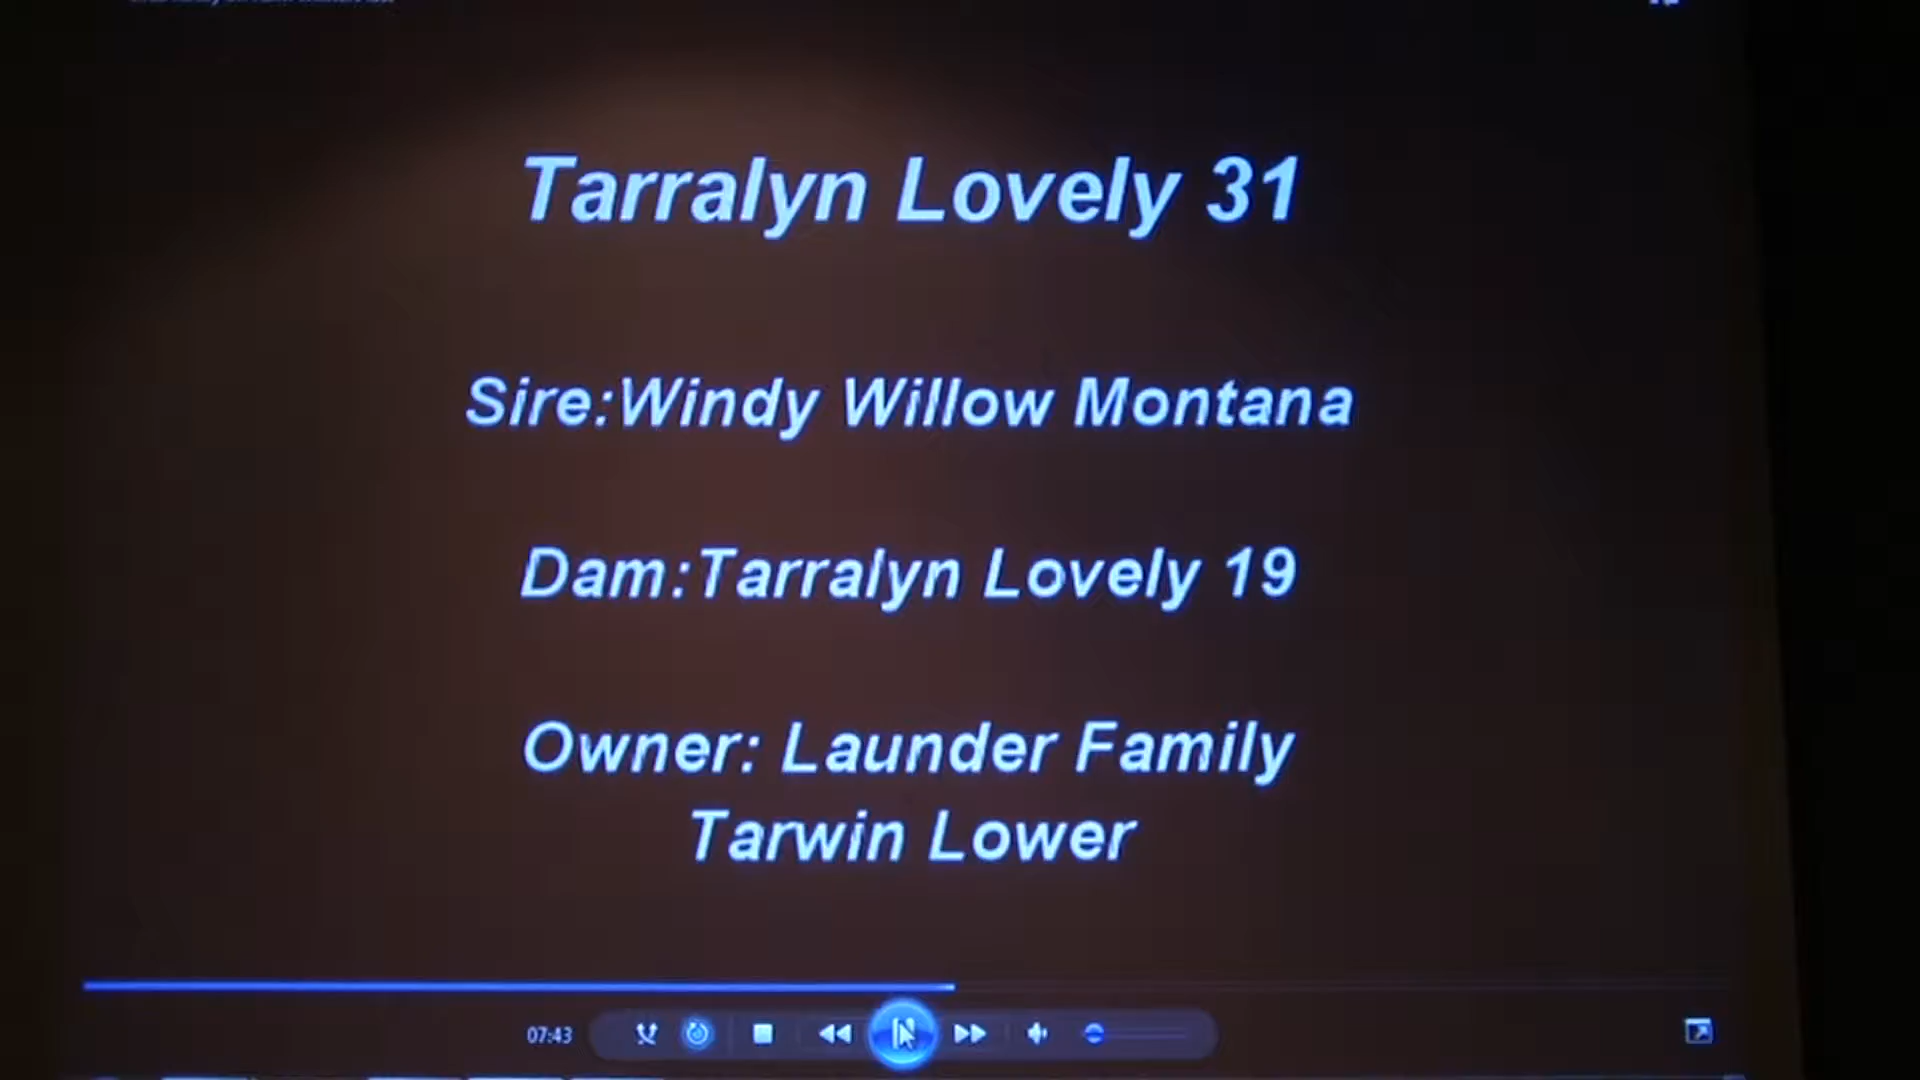 Tarralyn Lovely 31
Sire:Windy Willow Montana
Dam:Tarralyn Lovely 19
Owner: Launder Family
Tarwin Lower
07:43